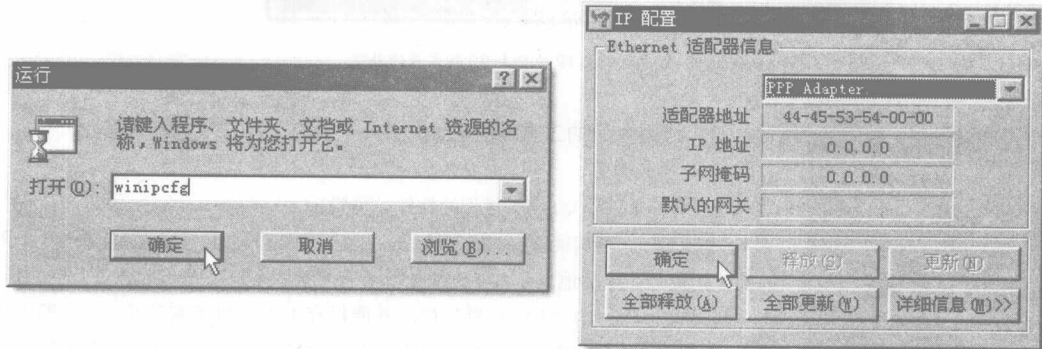 运行
请键入程序、文件夹、文档或 Internet 资源的名
称，Windows 将为您打开它。
打开(O):
winipcfg
确定
取消
浏览(B)...
IP 配置
Ethernet 适配器信息
PPP Adapter.
适配器地址
44-45-53-54-00-00
IP 地址
0.0.0.0
子网掩码
0.0.0.0
默认的网关
确定
释放(S)
更新(N)
全部释放(A)
全部更新(W)
详细信息(M)>>